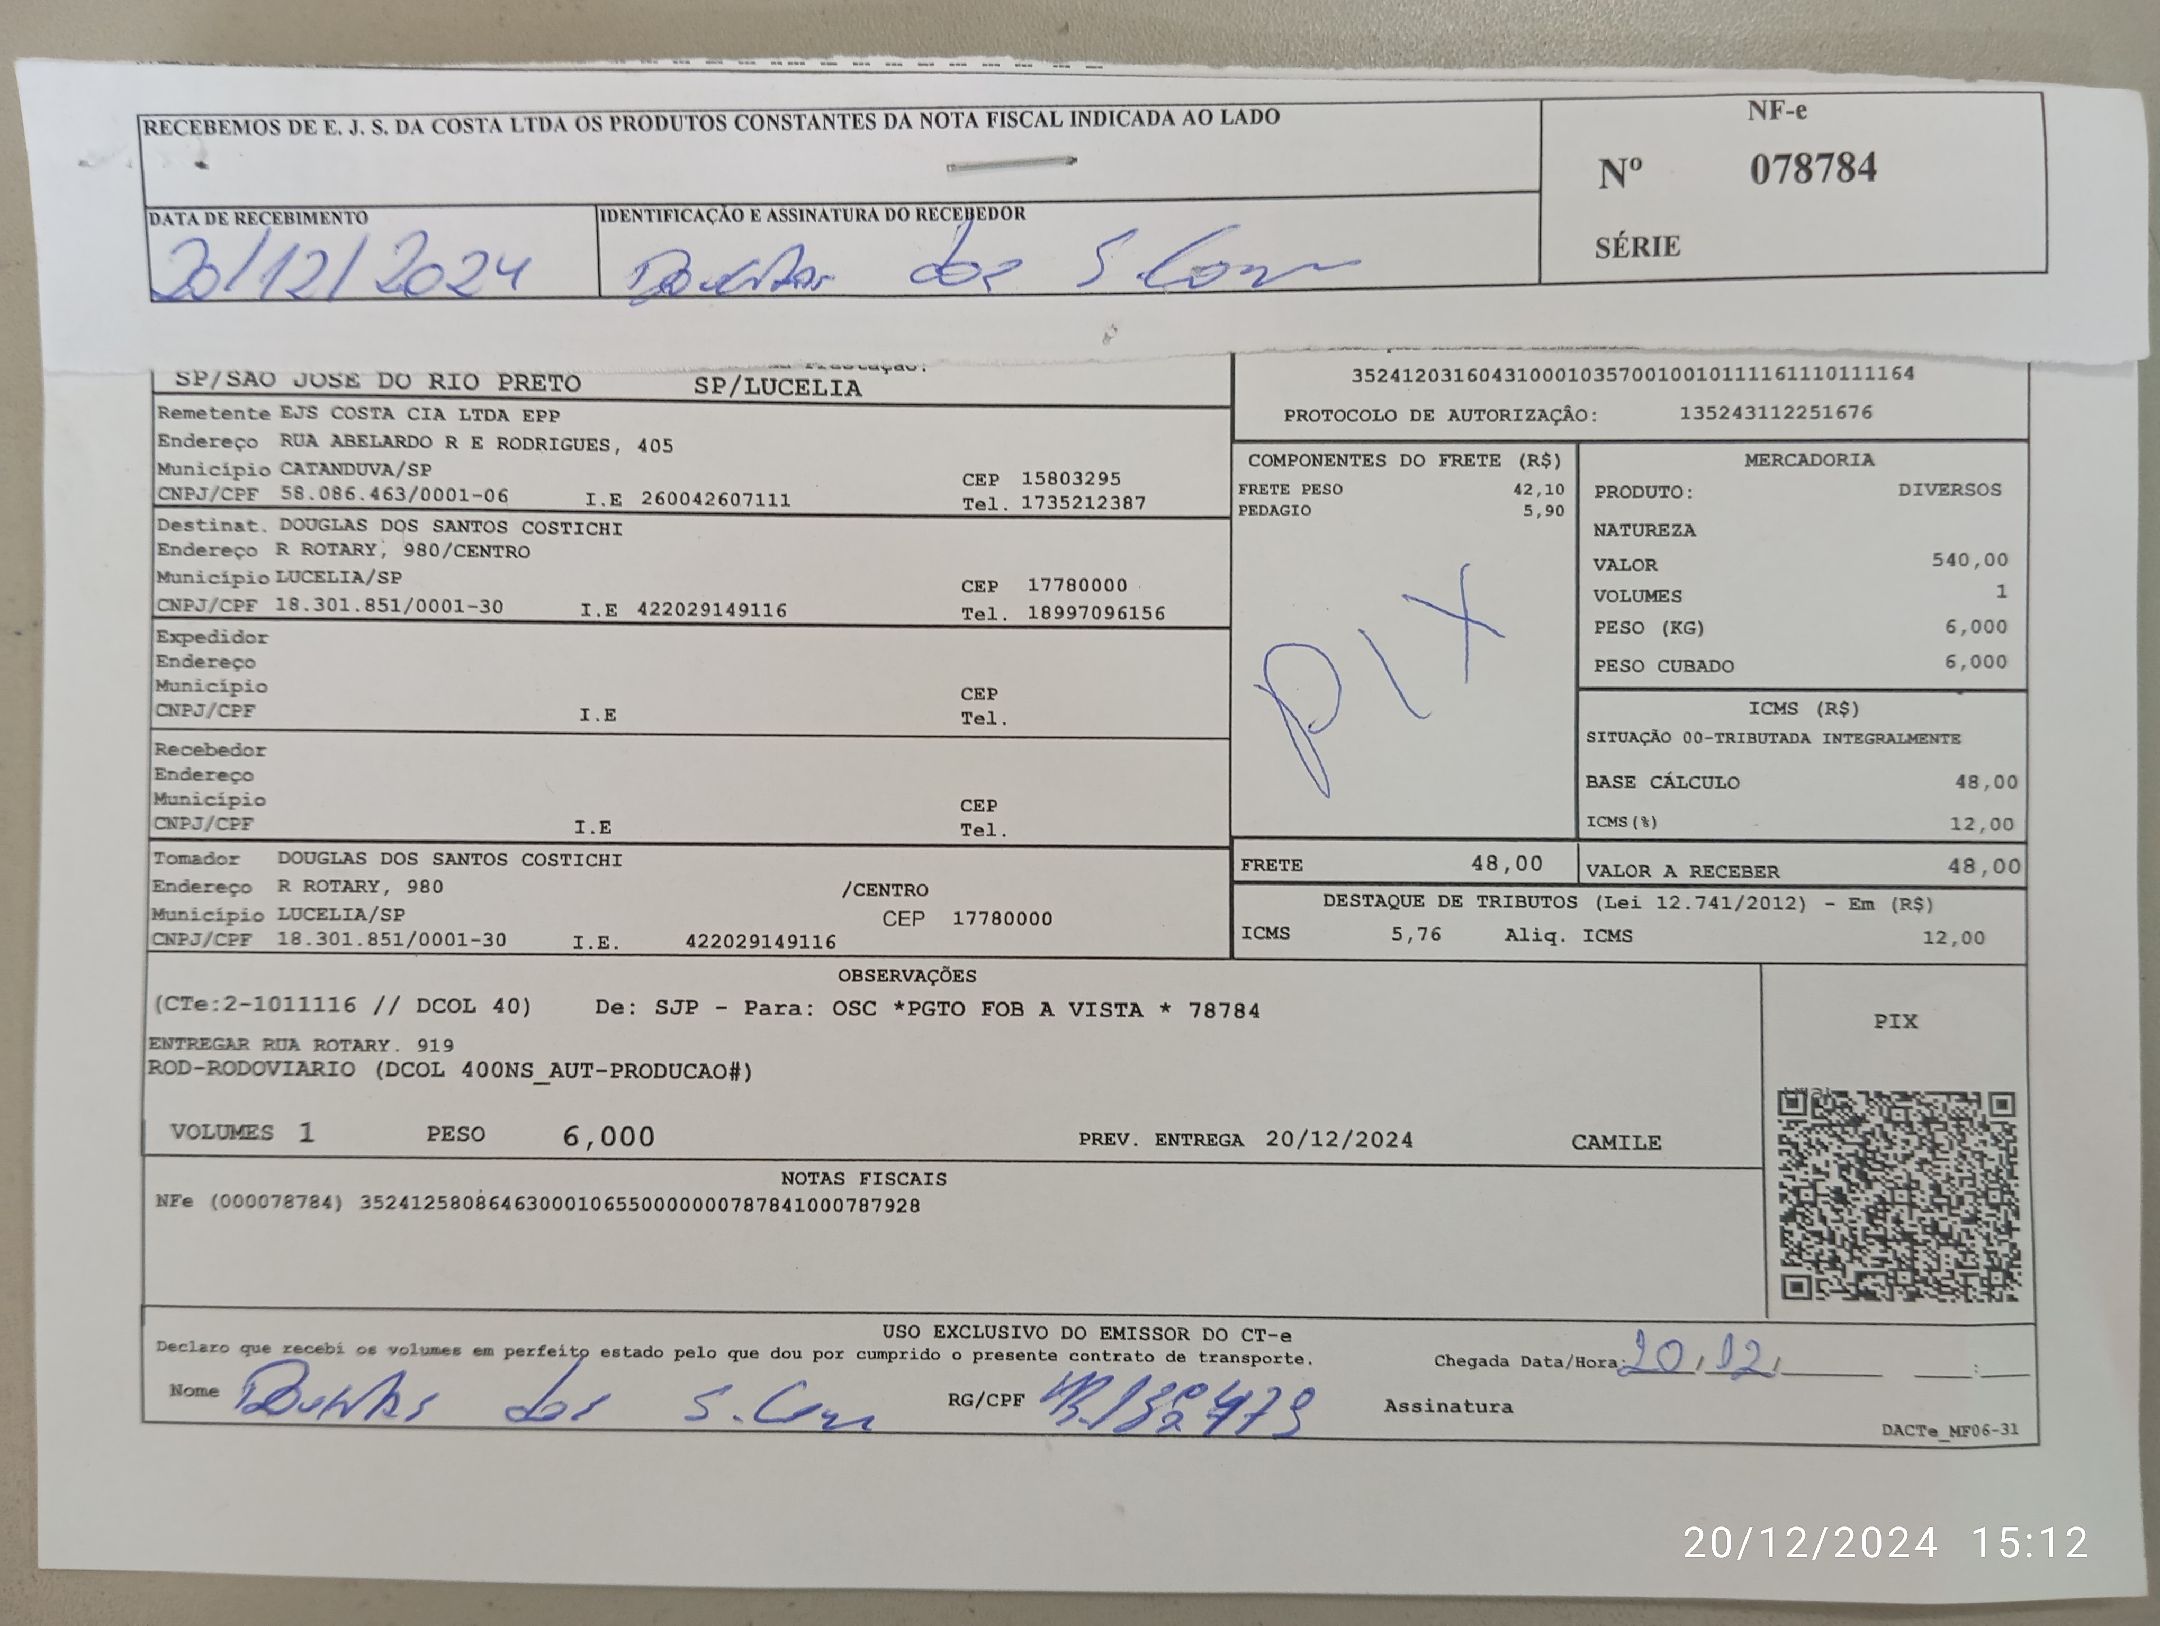 RECEBEMOS DE E. J. S. DA COSTA LTDA OS PRODUTOS CONSTANTES DA NOTA FISCAL INDICADA AO LADO
NF-e
Nº 078784
SÉRIE
DATA DE RECEBIMENTO
20/12/2024
IDENTIFICAÇÃO E ASSINATURA DO RECEBEDOR
dos S.
SP/SAO JOSE DO RIO PRETO SP/LUCELIA
Remetente EJS COSTA CIA LTDA EPP
Endereço RUA ABELARDO R E RODRIGUES, 405
Município CATANDUVA/SP CEP 15803295
CNPJ/CPF 58.086.463/0001-06 I.E 260042607111 Tel. 1735212387
Destinat. DOUGLAS DOS SANTOS COSTICHI
Endereço R ROTARY, 980/CENTRO
Município LUCELIA/SP CEP 17780000
CNPJ/CPF 18.301.851/0001-30 I.E 422029149116 Tel. 18997096156
Expedidor
Endereço
Município CEP
CNPJ/CPF I.E Tel.
Recebedor
Endereço
Município CEP
CNPJ/CPF I.E Tel.
Tomador DOUGLAS DOS SANTOS COSTICHI
Endereço R ROTARY, 980 /CENTRO
Município LUCELIA/SP CEP 17780000
CNPJ/CPF 18.301.851/0001-30 I.E. 422029149116
35241203160431000103570010010111161110111164
PROTOCOLO DE AUTORIZAÇÂO: 135243112251676
COMPONENTES DO FRETE (R$)
FRETE PESO 42,10
PEDAGIO 5,90
PIX
MERCADORIA
PRODUTO: DIVERSOS
NATUREZA
VALOR 540,00
VOLUMES 1
PESO (KG) 6,000
PESO CUBADO 6,000
ICMS (R$)
SITUAÇÃO 00-TRIBUTADA INTEGRALMENTE
BASE CÁLCULO 48,00
ICMS(%) 12,00
FRETE 48,00
VALOR A RECEBER 48,00
DESTAQUE DE TRIBUTOS (Lei 12.741/2012) - Em (R$)
ICMS 5,76 Aliq. ICMS 12,00
OBSERVAÇÕES
(CTe:2-1011116 // DCOL 40) De: SJP - Para: OSC *PGTO FOB A VISTA * 78784
ENTREGAR RUA ROTARY. 919
ROD-RODOVIARIO (DCOL 400NS_AUT-PRODUCAO#)
VOLUMES 1 PESO 6,000 PREV. ENTREGA 20/12/2024 CAMILE
PIX
NOTAS FISCAIS
NFe (000078784) 35241258086463000106550000000787841000787928
USO EXCLUSIVO DO EMISSOR DO CT-e
Declaro que recebi os volumes em perfeito estado pelo que dou por cumprido o presente contrato de transporte.
Chegada Data/Hora: 20, 12,
Nome dos S. RG/CPF Assinatura
DACTe_MF06-31
20/12/2024 15:12